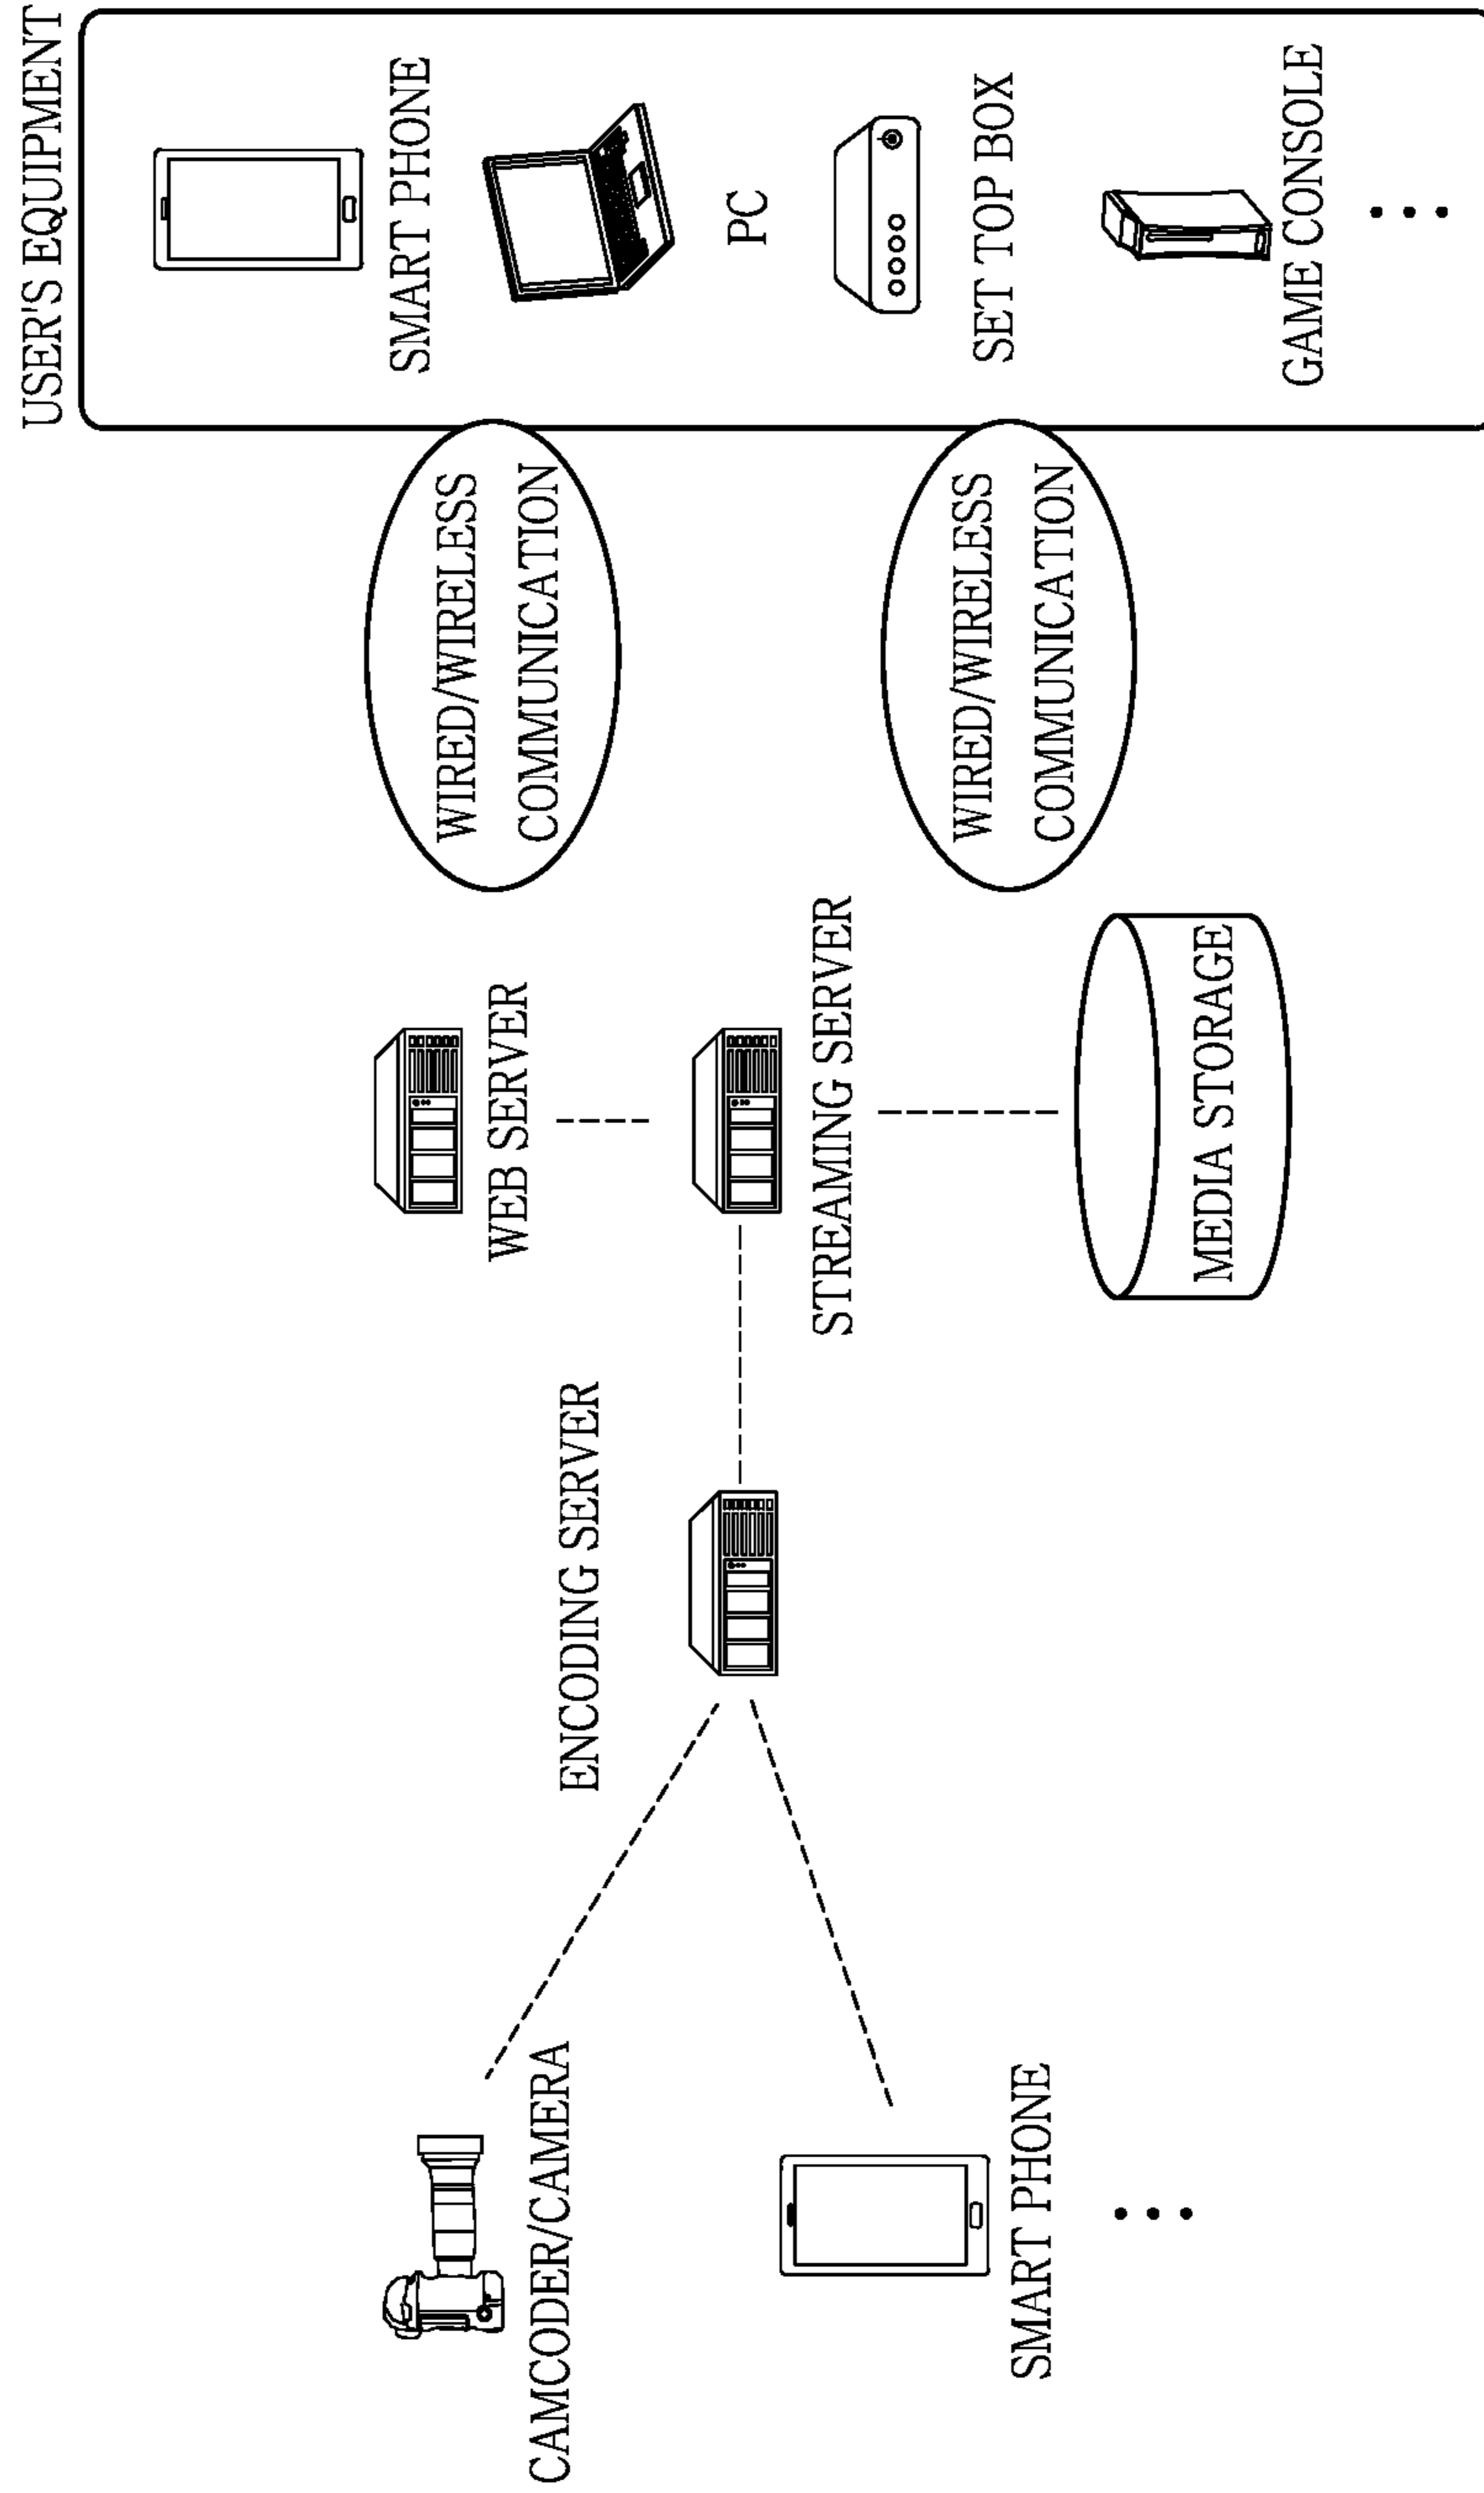 USER'S EQUIPMENT
SMART PHONE
PC
SET TOP BOX
GAME CONSOLE
WIRED/WIRELESS
COMMUNICATION
WIRED/WIRELESS
COMMUNICATION
WEB SERVER
STREAMING SERVER
MEDIA STORAGE
ENCODING SERVER
CAMCODER/CAMERA
SMART PHONE